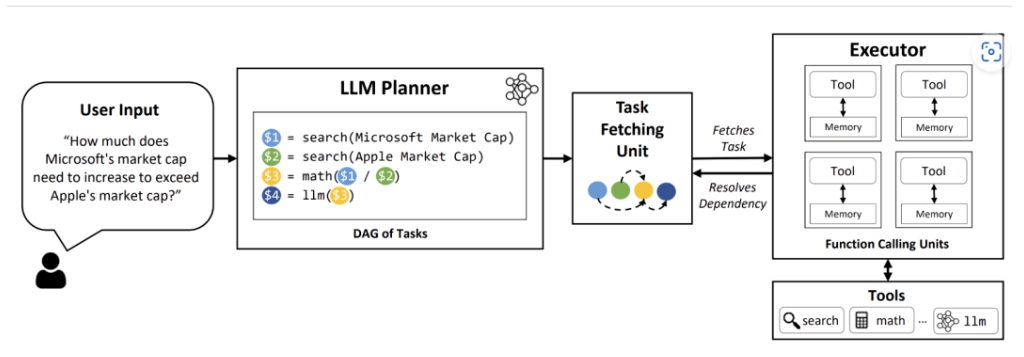 User Input
“How much does
Microsoft's market cap
need to increase to exceed
Apple's market cap?”
LLM Planner
$1 = search(Microsoft Market Cap)
$2 = search(Apple Market Cap)
$3 = math($1 / $2)
$4 = llm($3)
DAG of Tasks
Task
Fetching
Unit
Fetches
Task
Resolves
Dependency
Executor
Tool
Memory
Tool
Memory
Tool
Memory
Tool
Memory
Function Calling Units
Tools
search
math
...
llm